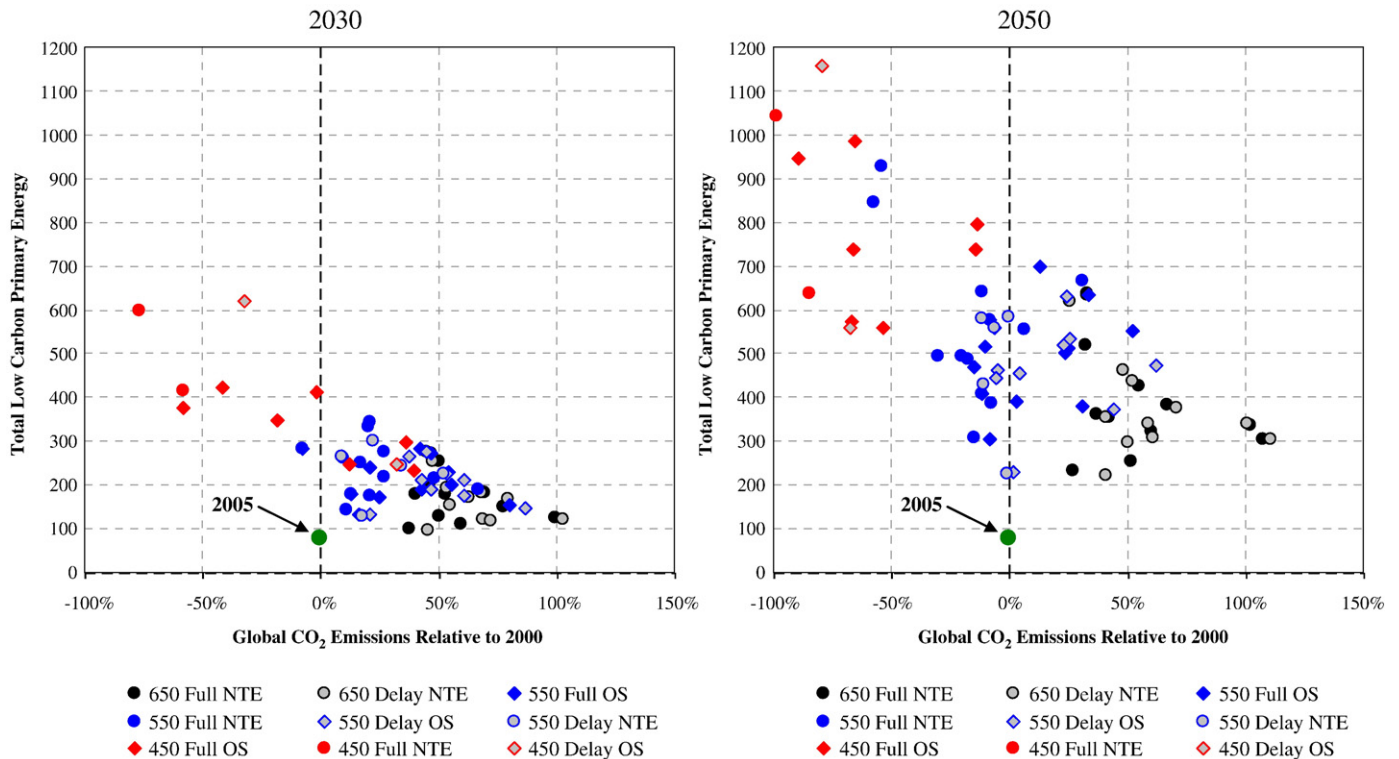 2030
1200
1100
1000
900
800
700
600
500
400
300
200
100
0
Total Low Carbon Primary Energy
2005
-100%
-50%
0%
50%
100%
150%
Global CO₂ Emissions Relative to 2000
650 Full NTE
650 Delay NTE
550 Full OS
550 Full NTE
550 Delay OS
550 Delay NTE
450 Full OS
450 Full NTE
450 Delay OS
2050
1200
1100
1000
900
800
700
600
500
400
300
200
100
0
Total Low Carbon Primary Energy
2005
-100%
-50%
0%
50%
100%
150%
Global CO₂ Emissions Relative to 2000
650 Full NTE
650 Delay NTE
550 Full OS
550 Full NTE
550 Delay OS
550 Delay NTE
450 Full OS
450 Full NTE
450 Delay OS